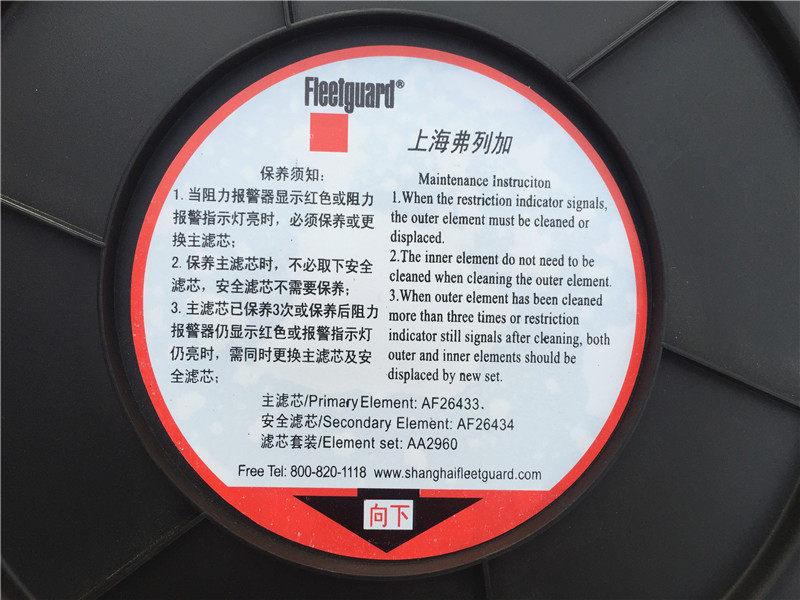 Fleetguard®
上海弗列加
保养须知:
1. 当阻力报警器显示红色或阻力
报警指示灯亮时，必须保养或更
换主滤芯;
2. 保养主滤芯时，不必取下安全
滤芯，安全滤芯不需要保养;
3. 主滤芯已保养3次或保养后阻力
报警器仍显示红色或报警指示灯
仍亮时，需同时更换主滤芯及安
全滤芯;
Maintenance Instruciton
1.When the restriction indicator signals,
the outer element must be cleaned or
displaced.
2.The inner element do not need to be
cleaned when cleaning the outer element.
3.When outer element has been cleaned
more than three times or restriction
indicator still signals after cleaning, both
outer and inner elements should be
displaced by new set.
主滤芯/Primary Element: AF26433、
安全滤芯/Secondary Element: AF26434
滤芯套装/Element set: AA2960
Free Tel: 800-820-1118 www.shanghaifleetguard.com
向下